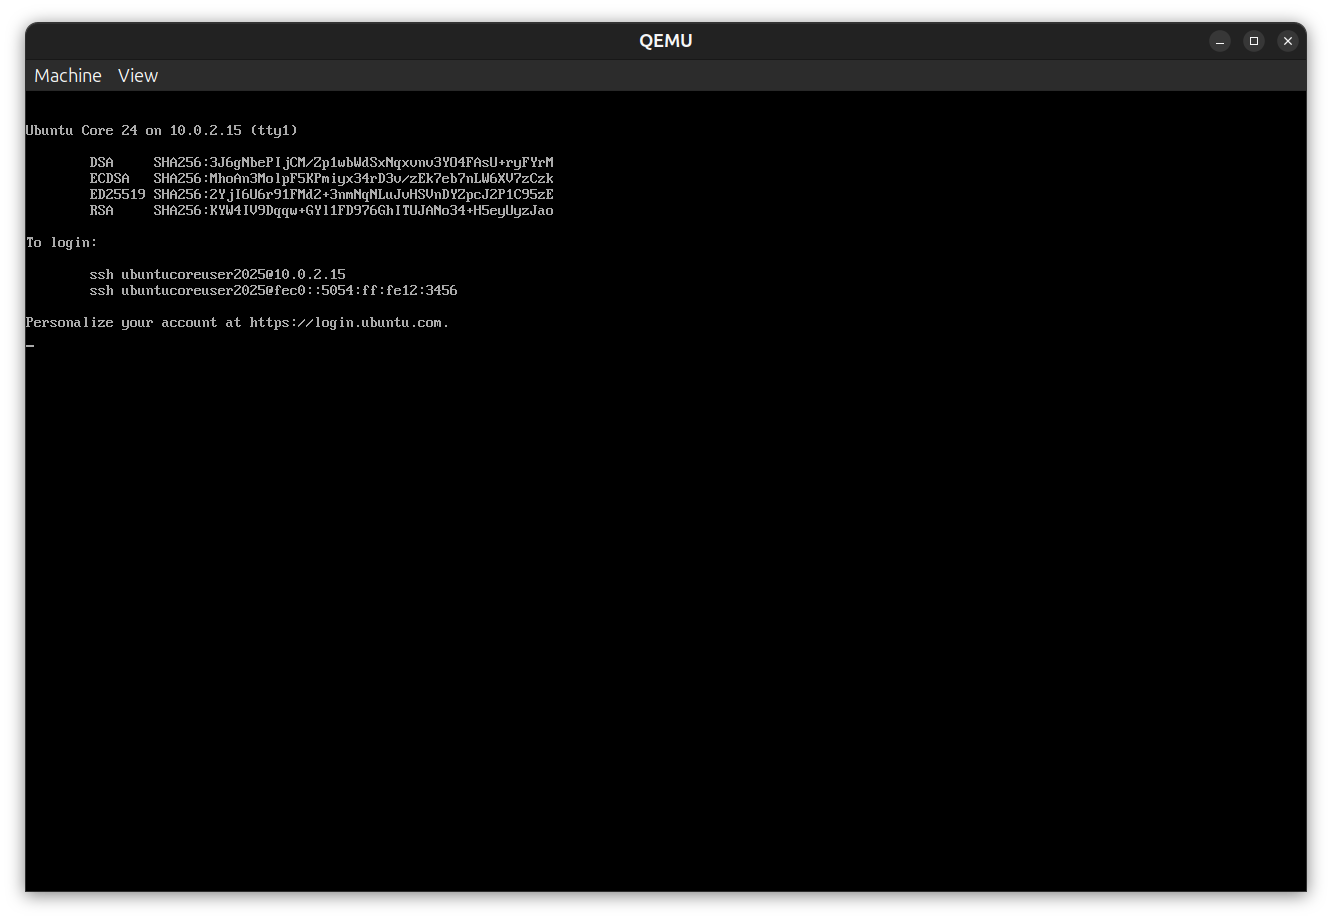 QEMU
Machine View
Ubuntu Core 24 on 10.0.2.15 (tty1)
DSA SHA256:3J6gNbePIjCM/Zp1wbWdSxNqxvnv3YO4FAsU+ryFYrM
ECDSA SHA256:MhoAn3MolpF5KPmiyx34rD3v/zEk7eb7nLW6XV7zCzk
ED25519 SHA256:2YjI6U6r91FMd2+3nmNqNLuJvHSVnDYZpcJ2P1C95zE
RSA SHA256:KYW4IV9Dqqw+GYl1FD976GhITUJANo34+H5eyUyzJao
To login:
ssh ubuntucoreuser2025@10.0.2.15
ssh ubuntucoreuser2025@fec0::5054:ff:fe12:3456
Personalize your account at https://login.ubuntu.com.